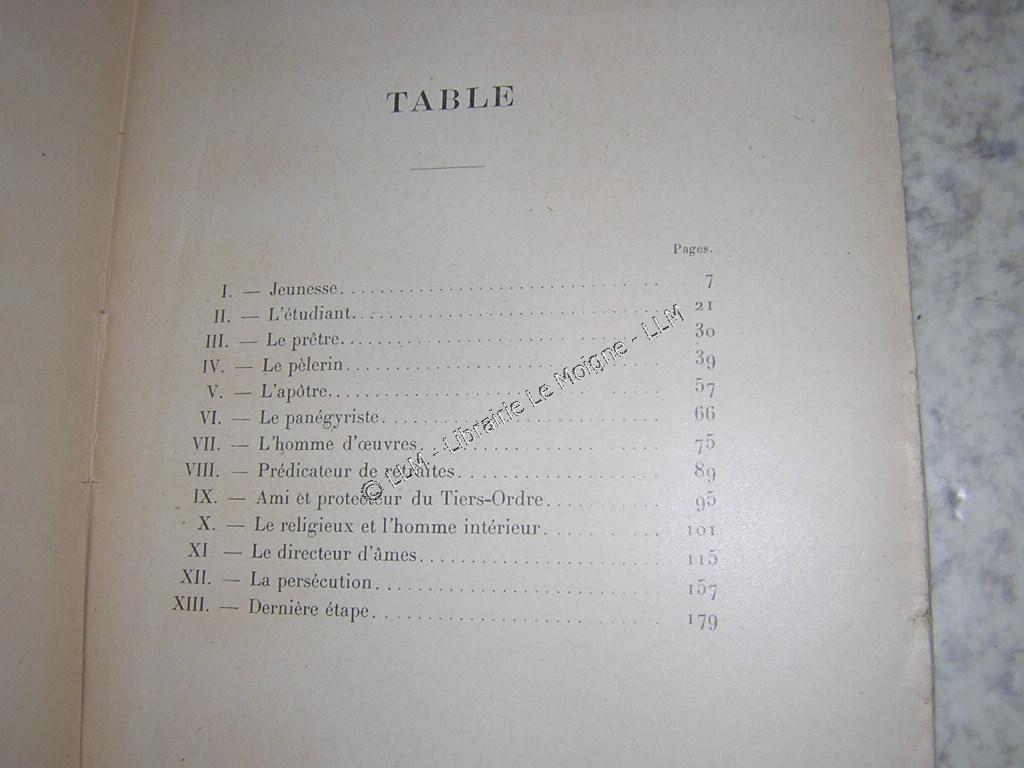 TABLE
Pages.
I. — Jeunesse. . . . . . . . . . . . . . . . . . . . . . . . . . . . . 7
II. — L'étudiant. . . . . . . . . . . . . . . . . . . . . . . . . . . . 21
III. — Le prêtre. . . . . . . . . . . . . . . . . . . . . . . . . . . . 30
IV. — Le pèlerin. . . . . . . . . . . . . . . . . . . . . . . . . . . . 39
V. — L'apôtre. . . . . . . . . . . . . . . . . . . . . . . . . . . . . 57
VI. — Le panégyriste. . . . . . . . . . . . . . . . . . . . . . . . . 66
VII. — L'homme d'œuvres. . . . . . . . . . . . . . . . . . . . . . 75
VIII. — Prédicateur de retraites. . . . . . . . . . . . . . . . . . . 89
IX. — Ami et protecteur du Tiers-Ordre. . . . . . . . . . . 95
X. — Le religieux et l'homme intérieur. . . . . . . . . . . 101
XI — Le directeur d'âmes. . . . . . . . . . . . . . . . . . . . . . 115
XII. — La persécution. . . . . . . . . . . . . . . . . . . . . . . . . . 157
XIII. — Dernière étape. . . . . . . . . . . . . . . . . . . . . . . . . . 179
© LLM - Librairie Le Moigne - LLM